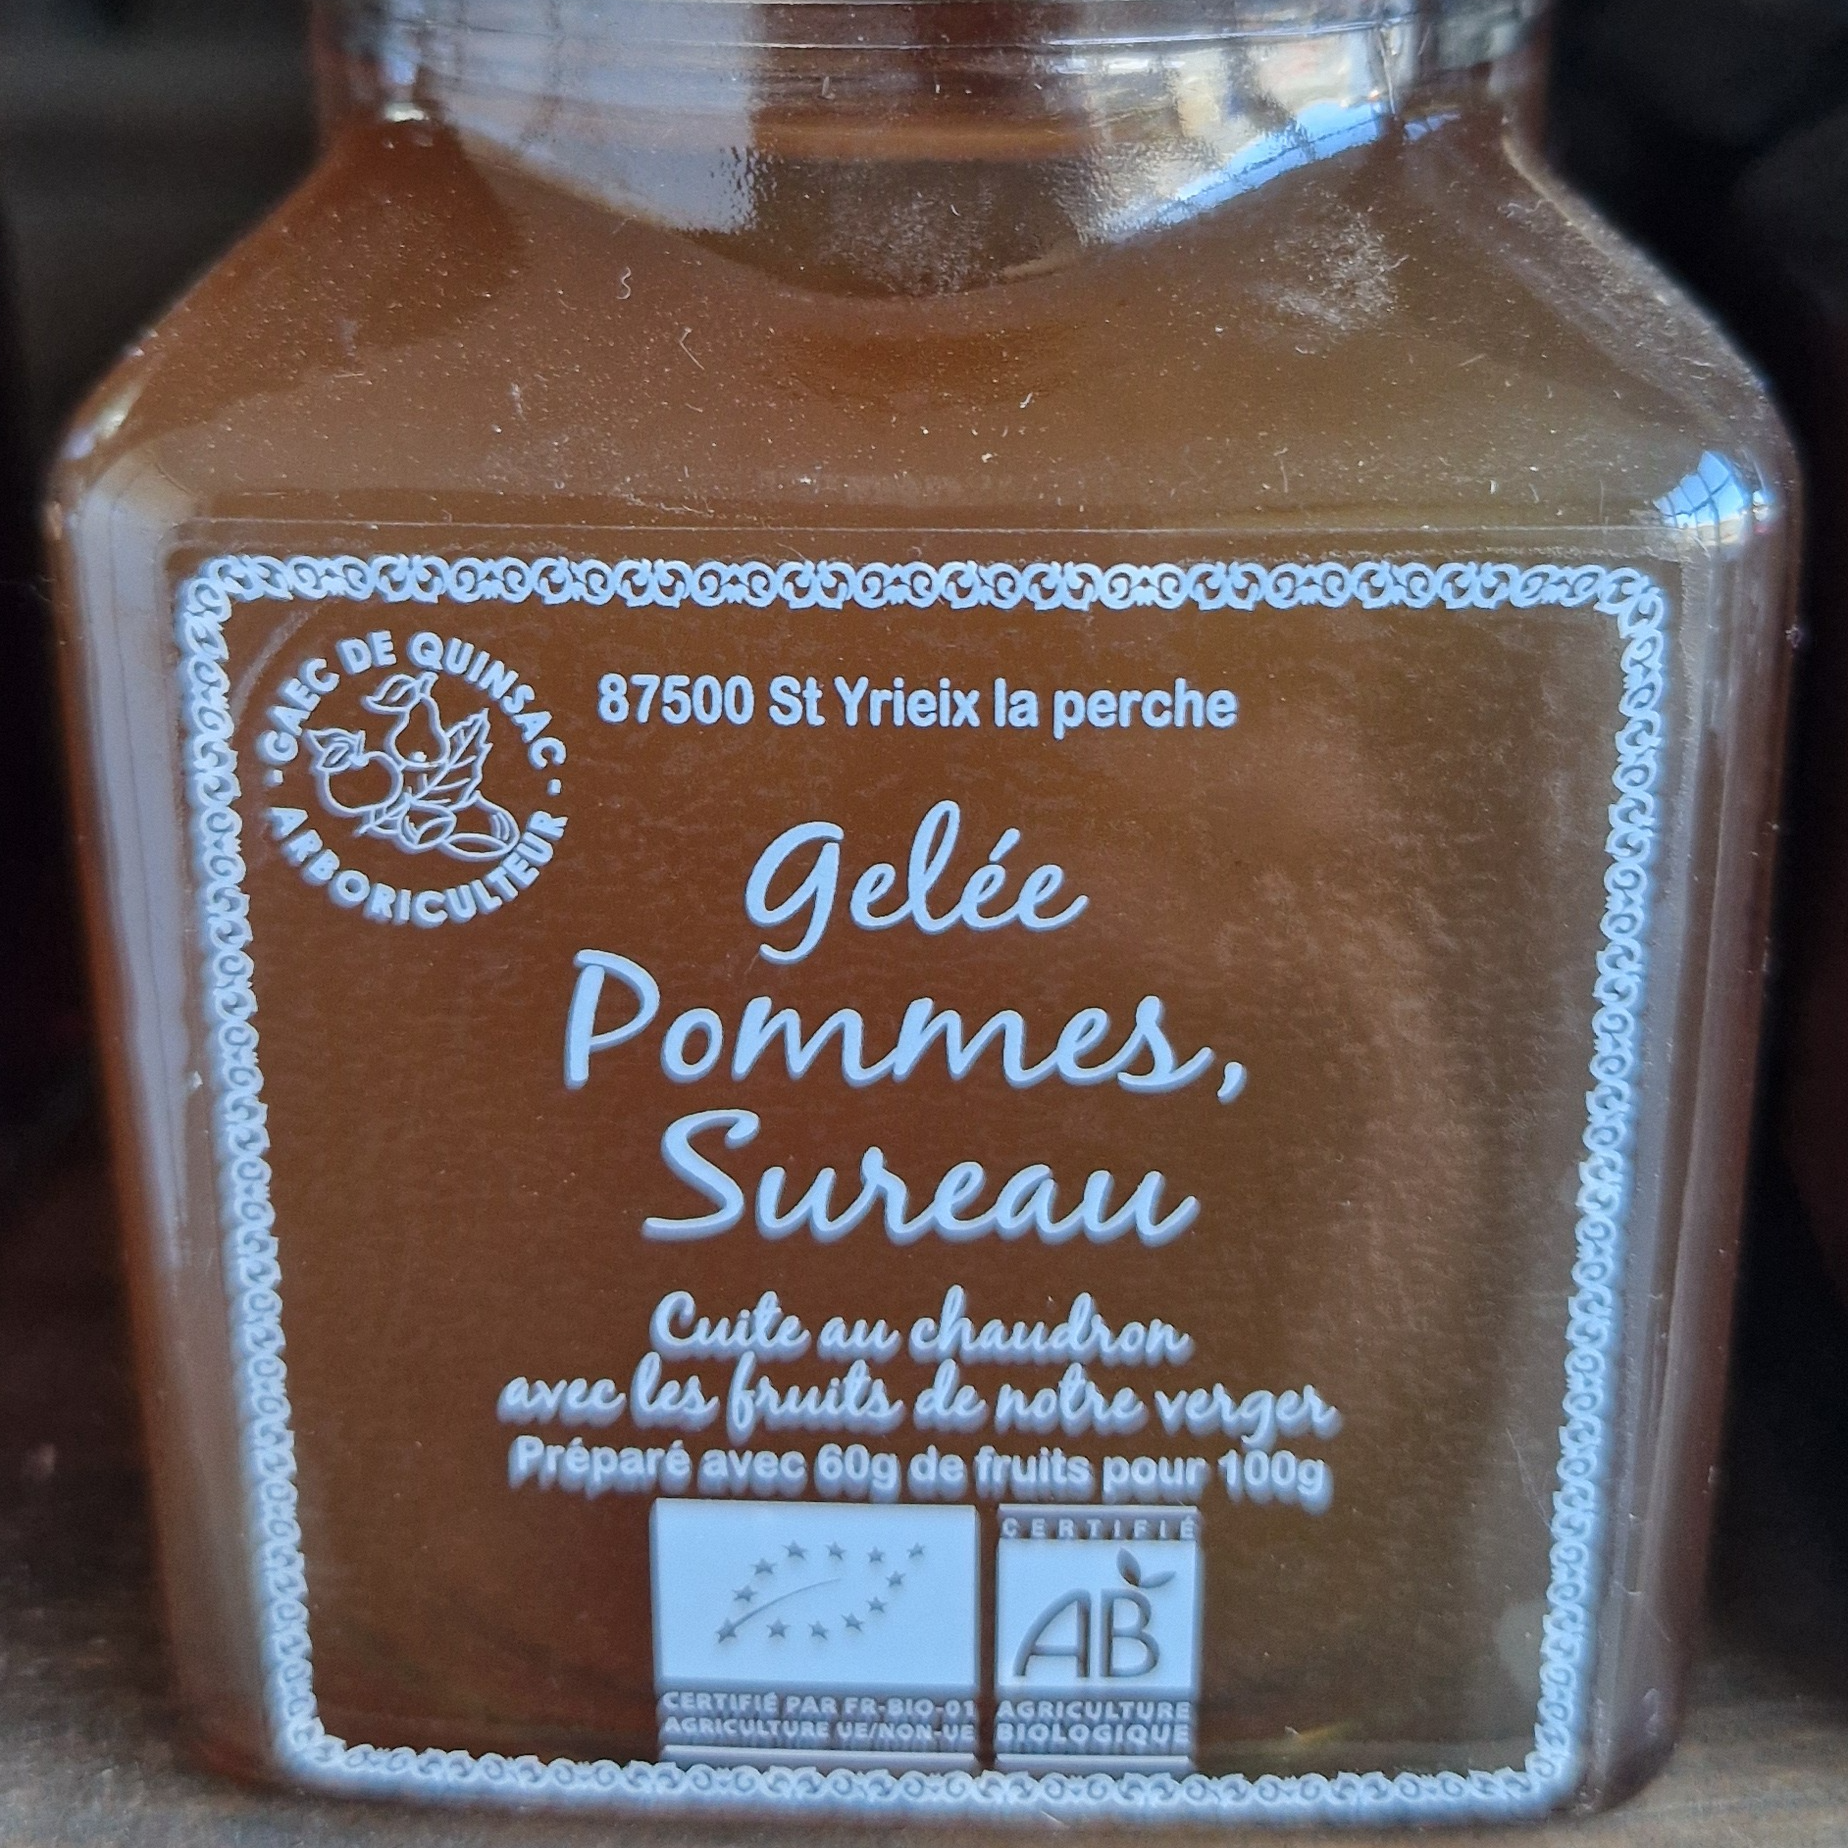 GAEC DE QUINSAC
ARBORICULTEUR
87500 St Yrieix la perche
Gelée
Pommes,
Sureau
Cuite au chaudron
avec les fruits de notre verger
Préparé avec 60g de fruits pour 100g
CERTIFIÉ PAR FR-BIO-01
AGRICULTURE UE/NON-UE
CERTIFIÉ
AB
AGRICULTURE
BIOLOGIQUE